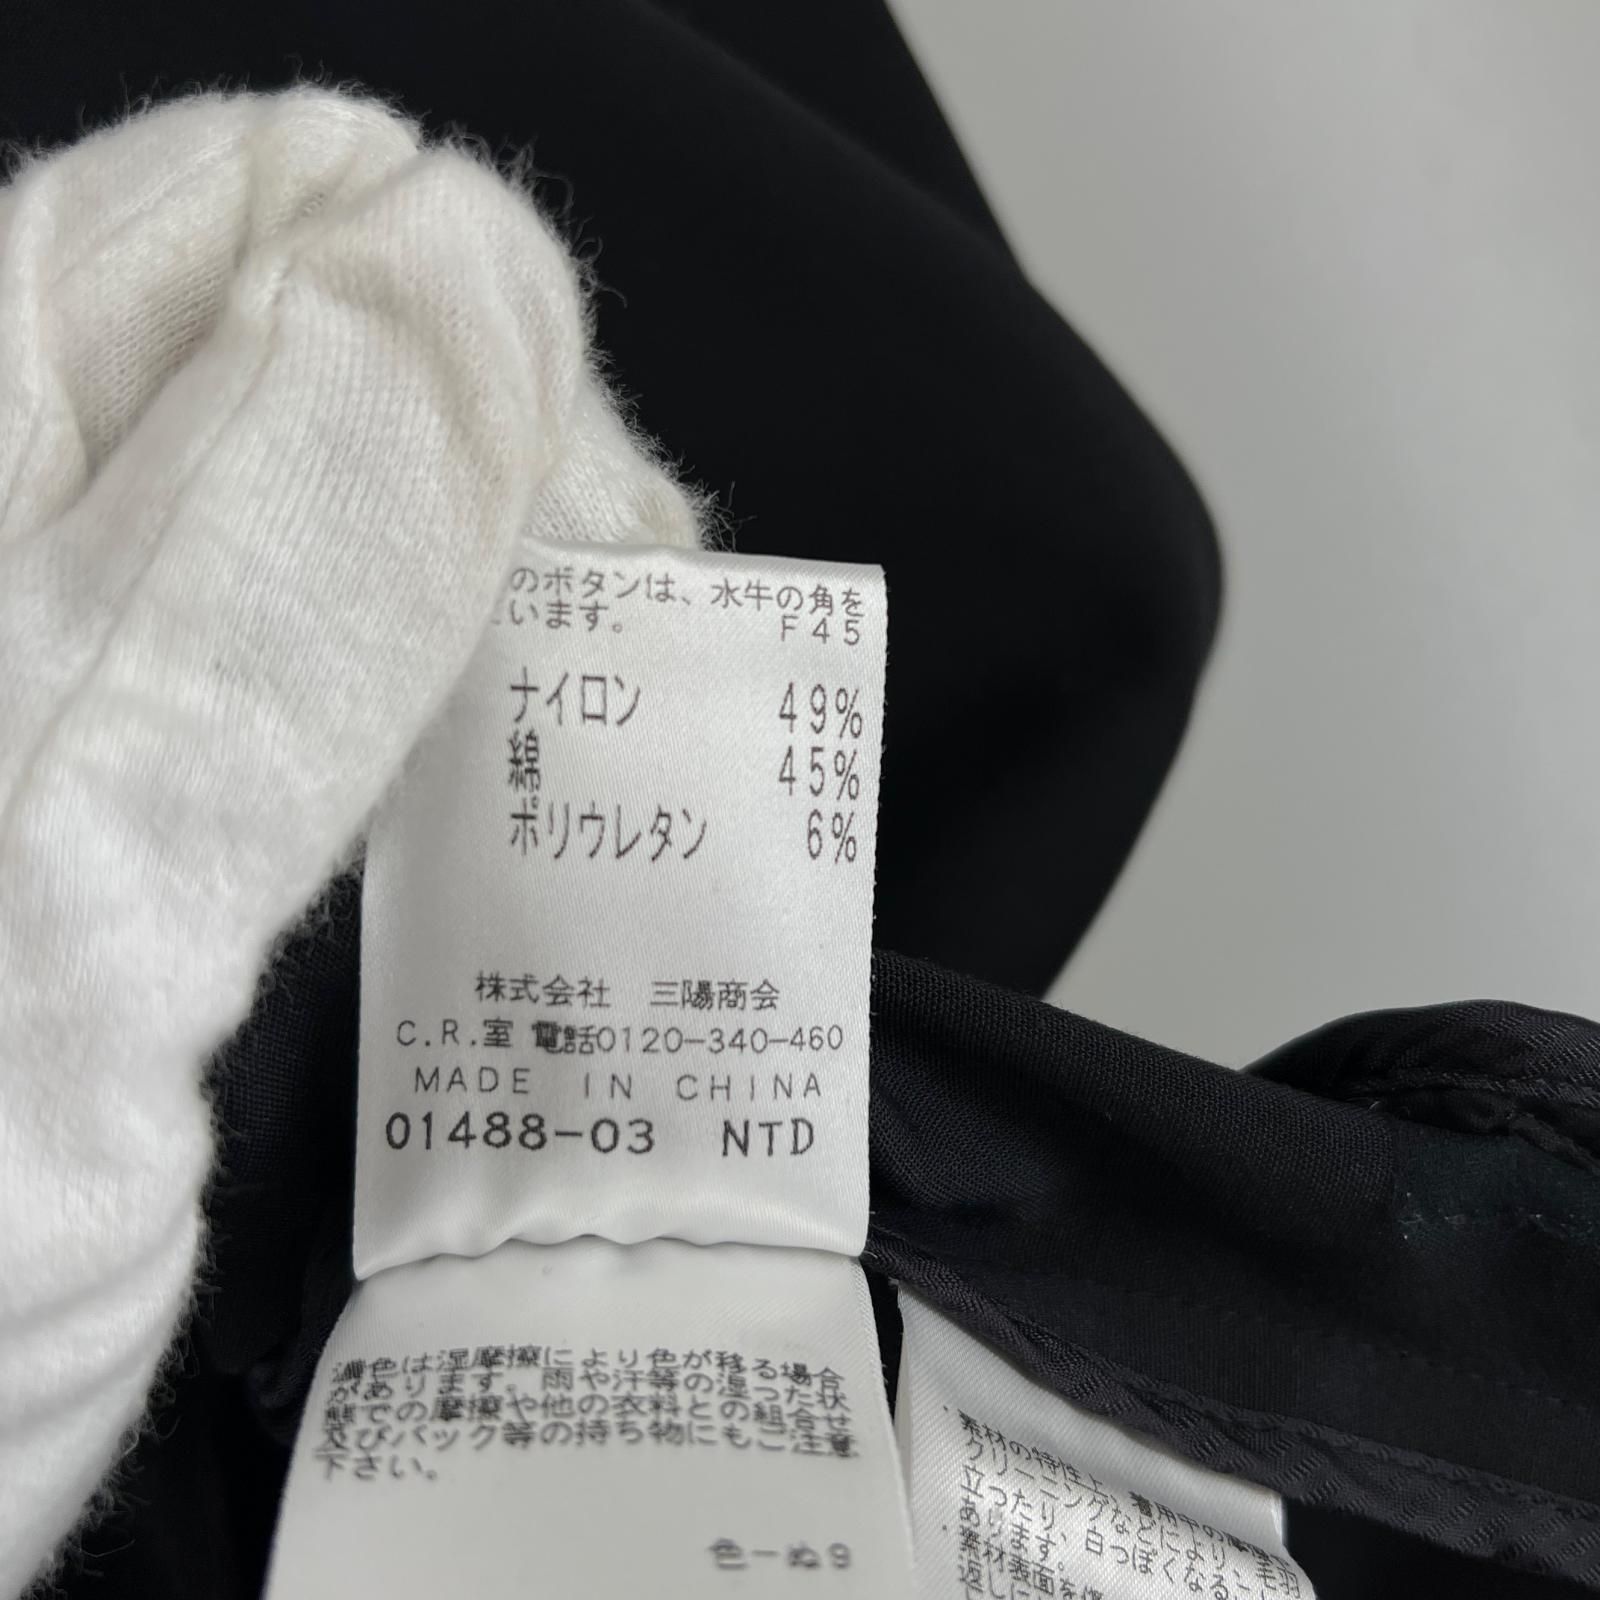 のボタンは、水牛の角を
います。
F45
ナイロン 49%
綿 45%
ポリウレタン 6%
株式会社 三陽商会
C.R.室 電話0120-340-460
MADE IN CHINA
01488-03 NTD
濃色は湿摩擦により色が移る場合
があります。雨や汗等の湿った状
態での摩擦や他の衣料との組合せ
及びバック等の持ち物にもご注意
下さい。
色-ぬ9
・素材の特性上、着用中の摩
クリーニングなどにより
立ったり、白っぽくなる
あります。
・素材表面を
返し